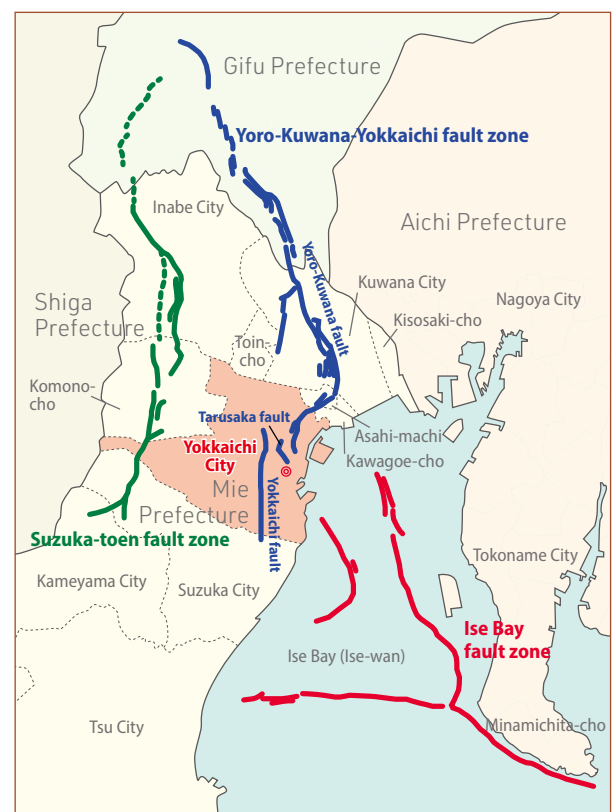 Gifu Prefecture
Yoro-Kuwana-Yokkaichi fault zone
Inabe City
Aichi Prefecture
Yoro-Kuwana fault
Kuwana City
Nagoya City
Shiga
Prefecture
Kisosaki-cho
Toin-
cho
Komono-
cho
Tarusaka fault
Asahi-machi
Yokkaichi
City
Kawagoe-cho
Mie
Prefecture
Yokkaichi fault
Suzuka-toen fault zone
Tokoname City
Kameyama City
Suzuka City
Ise Bay
fault zone
Ise Bay (Ise-wan)
Tsu City
Minamichita-cho